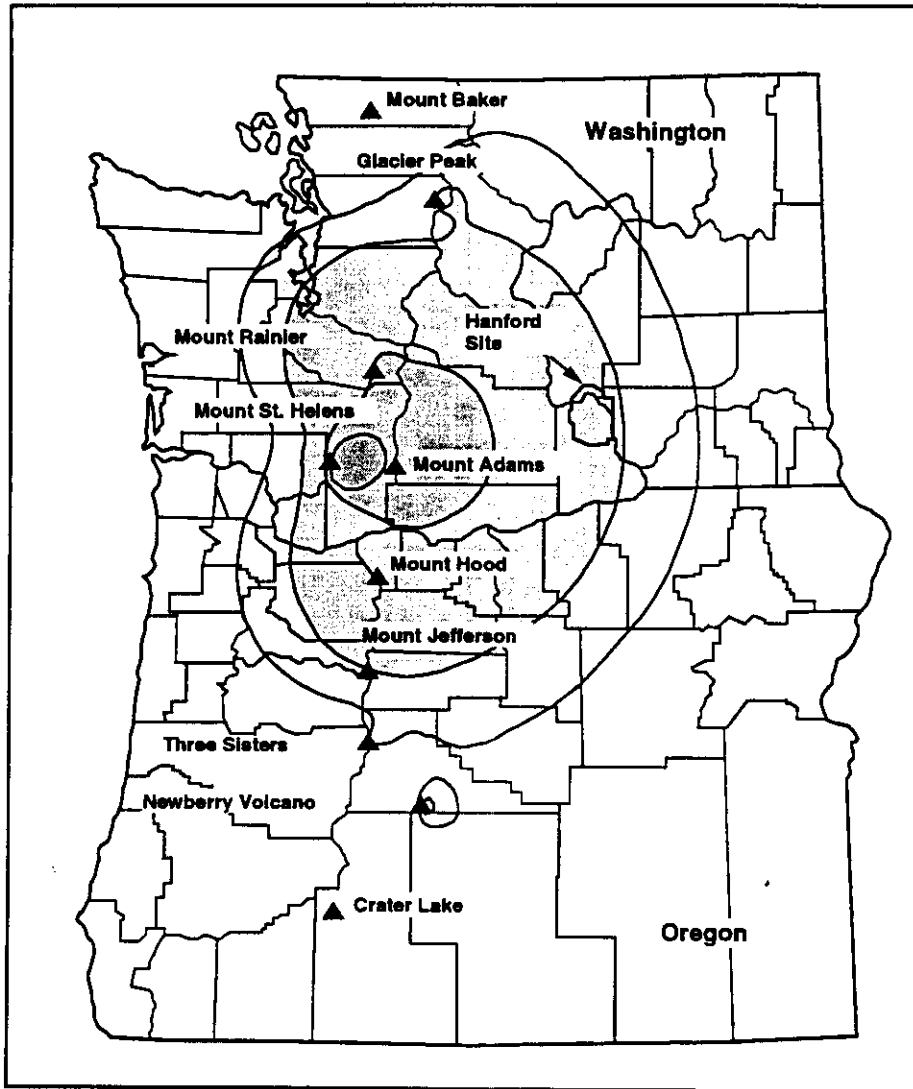 Mount Baker
Washington
Glacier Peak
Hanford
Site
Mount Rainier
Mount St. Helens
Mount Adams
Mount Hood
Mount Jefferson
Three Sisters
Newberry Volcano
Crater Lake
Oregon